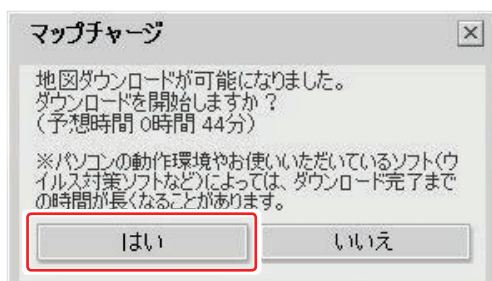 マップチャージ
地図ダウンロードが可能になりました。
ダウンロードを開始しますか？
（予想時間 0時間 44分）
※パソコンの動作環境やお使いいただいているソフト（ウ
イルス対策ソフトなど）によっては、ダウンロード完了まで
の時間が長くなることがあります。
はい
いいえ